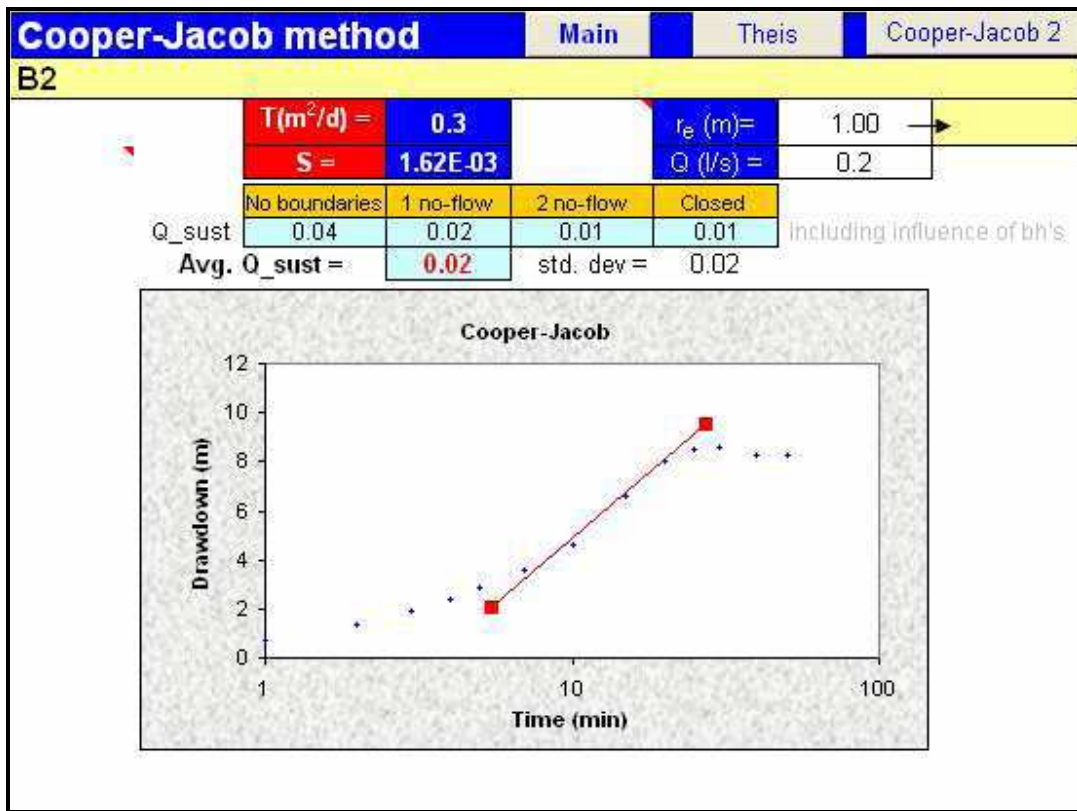 Cooper-Jacob method Main Theis Cooper-Jacob 2
B2
T(m²/d) = 0.3 rₑ (m)= 1.00
S = 1.62E-03 Q (l/s) = 0.2
No boundaries 1 no-flow 2 no-flow Closed
Q_sust 0.04 0.02 0.01 0.01 including influence of bh's
Avg. Q_sust = 0.02 std. dev = 0.02
Cooper-Jacob
12
10
8
6
4
2
0
Drawdown (m)
1 10 100
Time (min)